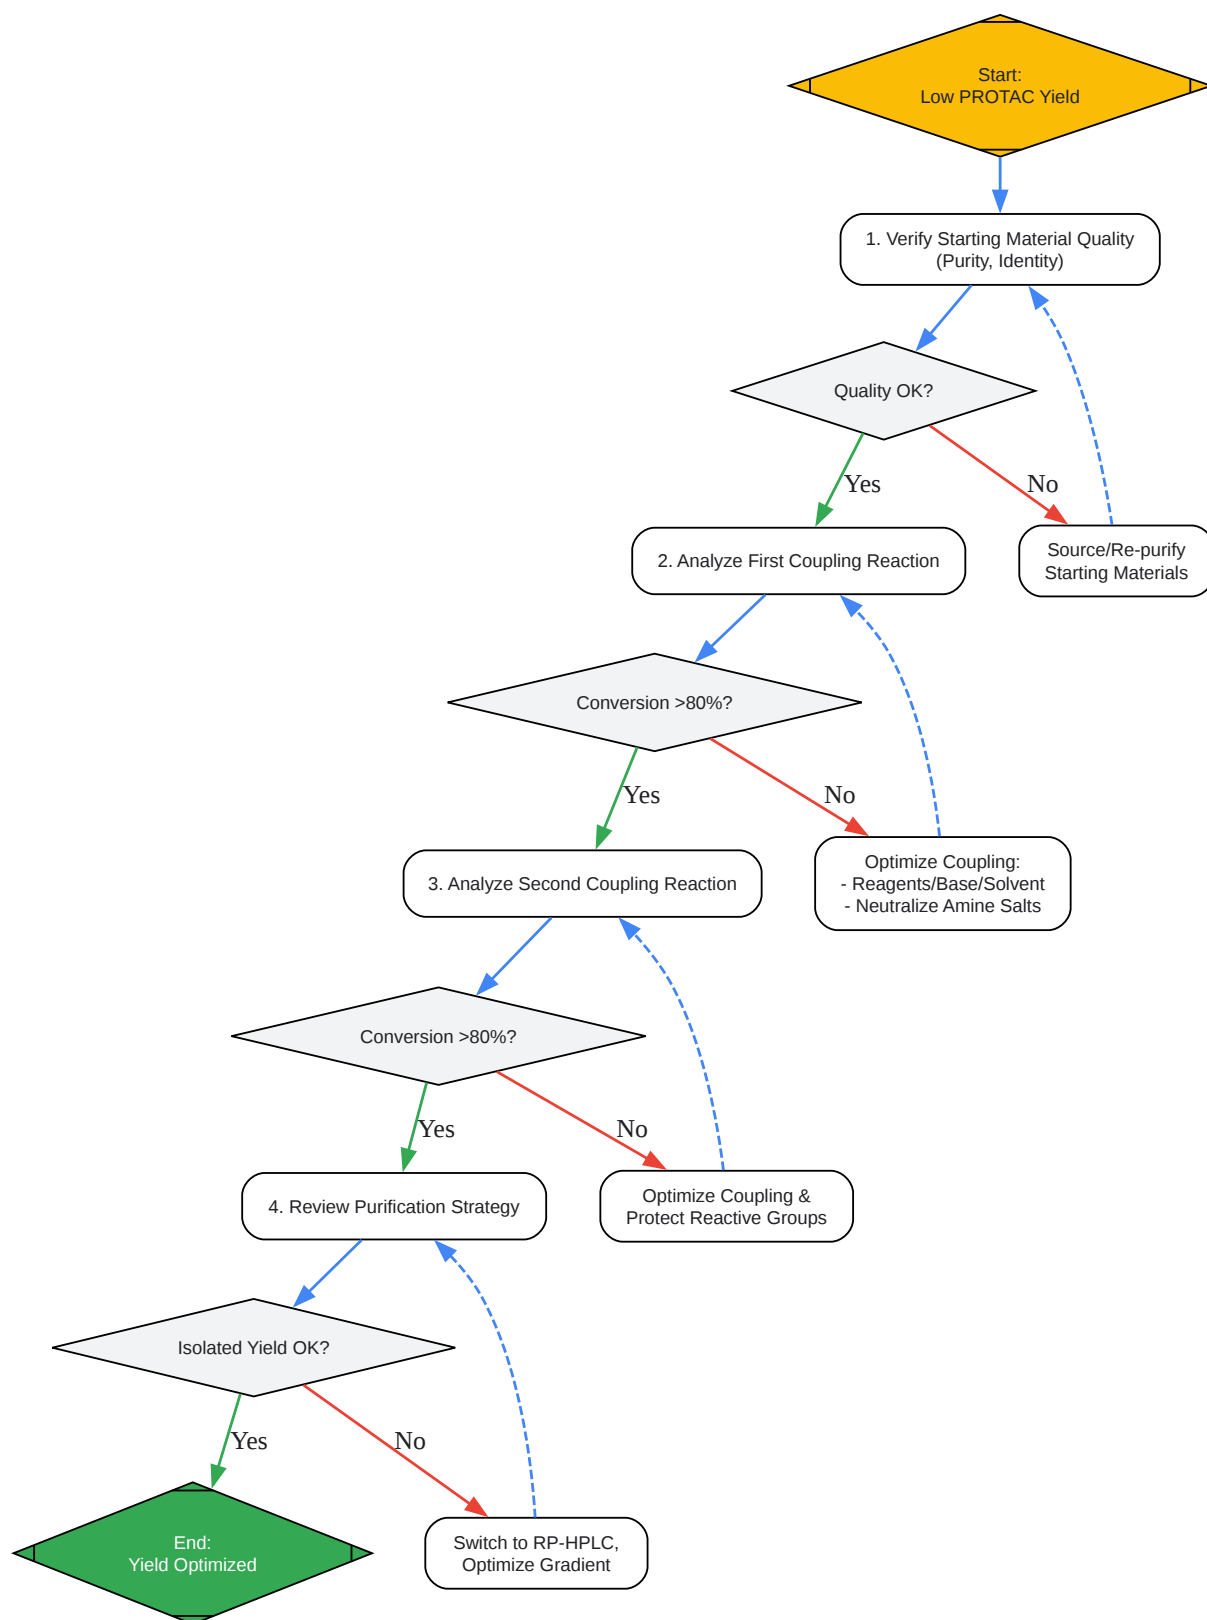 Start:
Low PROTAC Yield
1. Verify Starting Material Quality
(Purity, Identity)
Quality OK?
Yes
No
2. Analyze First Coupling Reaction
Source/Re-purify
Starting Materials
Conversion >80%?
Yes
No
3. Analyze Second Coupling Reaction
Optimize Coupling:
- Reagents/Base/Solvent
- Neutralize Amine Salts
Conversion >80%?
Yes
No
4. Review Purification Strategy
Optimize Coupling &
Protect Reactive Groups
Isolated Yield OK?
Yes
No
End:
Yield Optimized
Switch to RP-HPLC,
Optimize Gradient